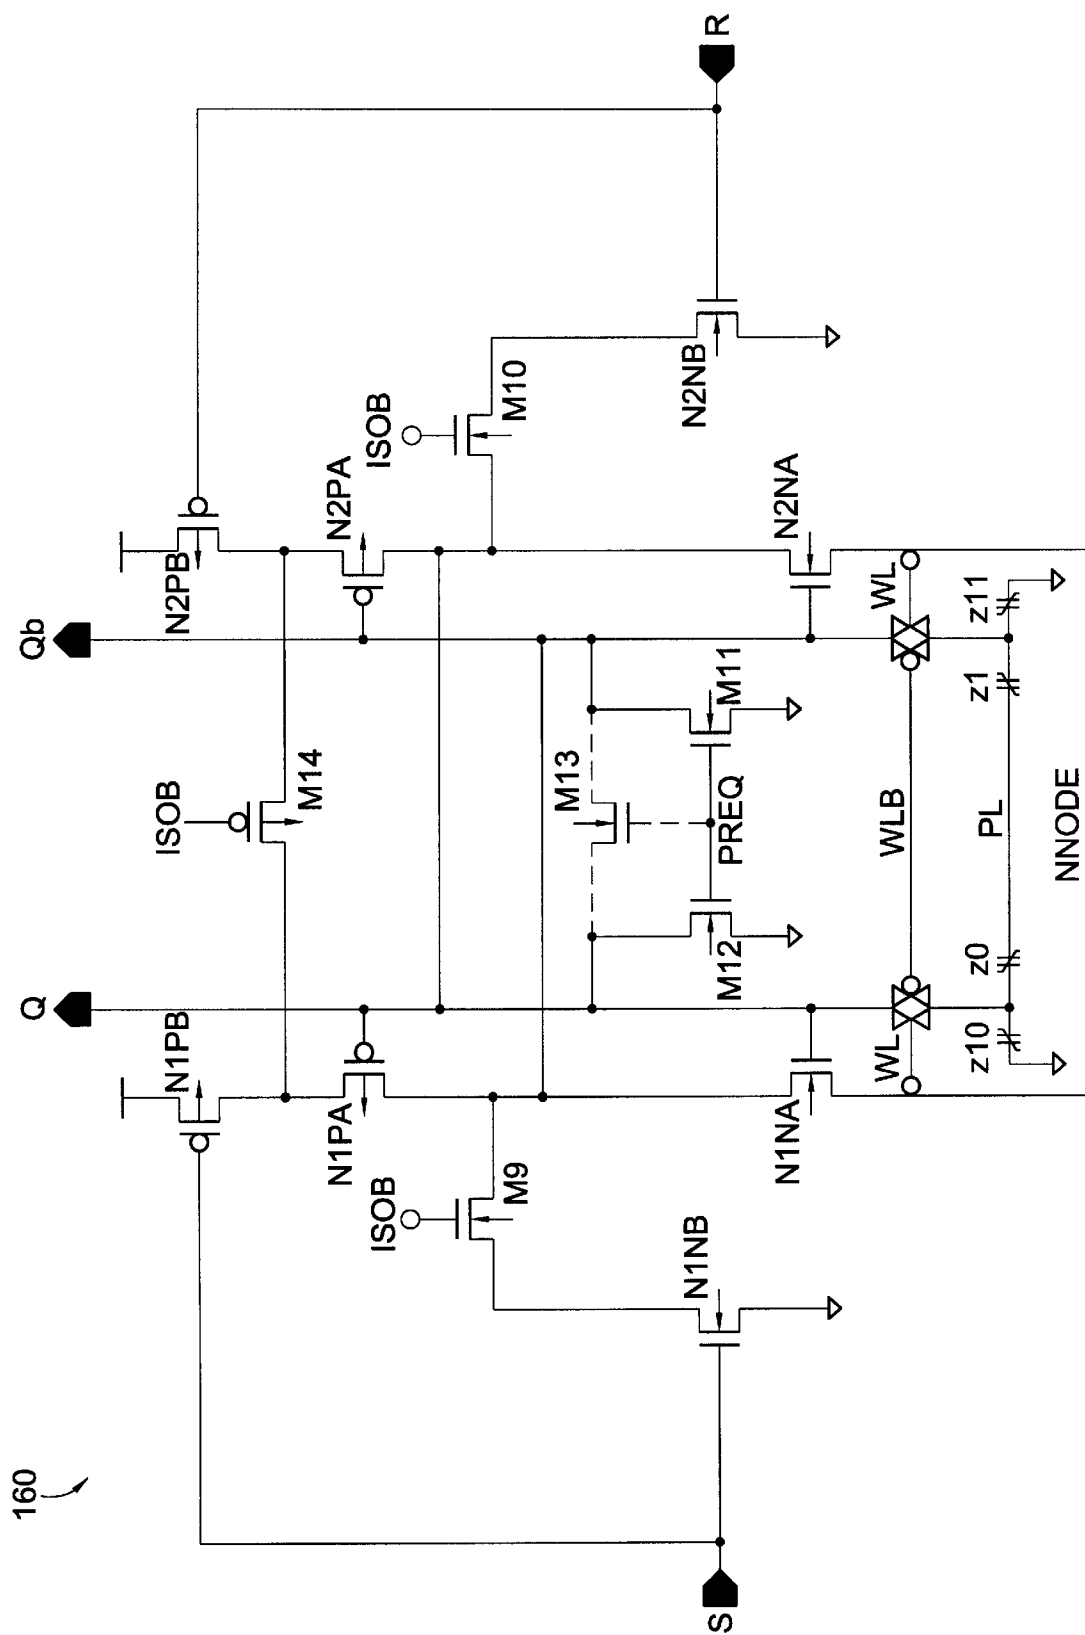 160
S
R
Q
Qb
N1PB
N2PB
ISOB
M14
N1PA
N2PA
ISOB
M9
ISOB
M10
M13
N1NB
N2NB
M12
PREQ
M11
N1NA
N2NA
WL
WLB
WL
z10
z0
PL
z1
z11
NNODE